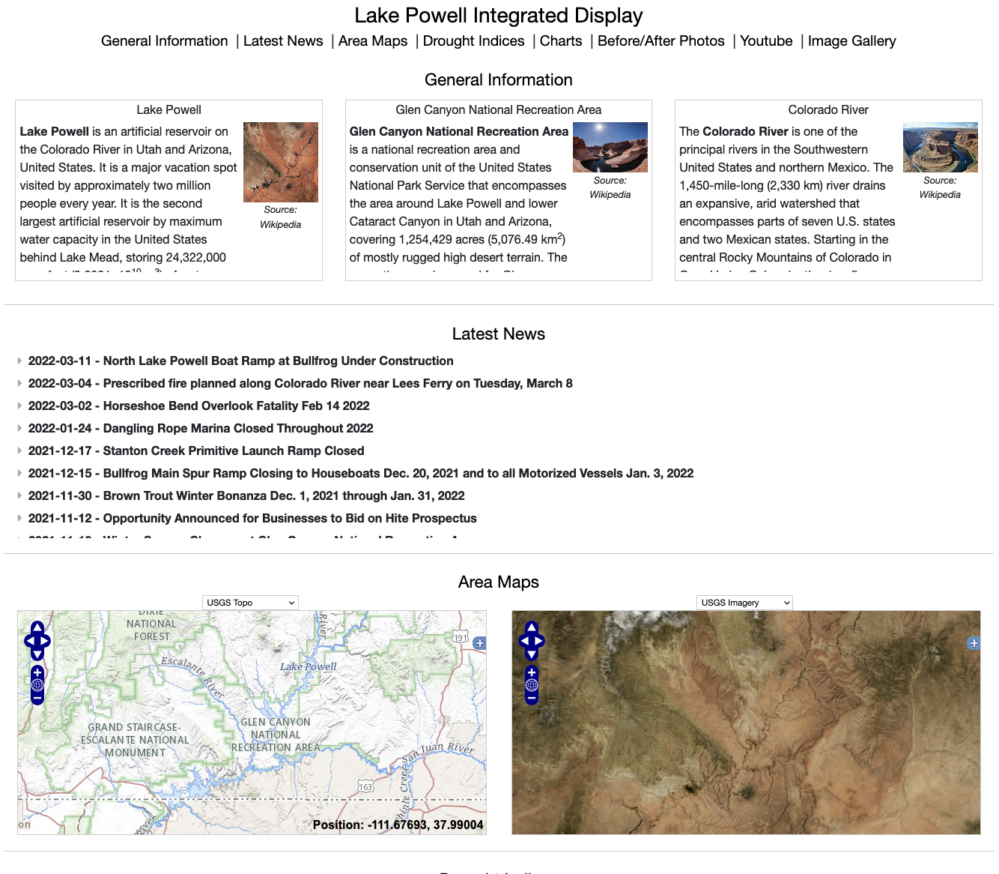 Lake Powell Integrated Display
General Information | Latest News | Area Maps | Drought Indices | Charts | Before/After Photos | Youtube | Image Gallery
General Information
Lake Powell
Lake Powell is an artificial reservoir on
the Colorado River in Utah and Arizona,
United States. It is a major vacation spot
visited by approximately two million
people every year. It is the second
largest artificial reservoir by maximum
water capacity in the United States
behind Lake Mead, storing 24,322,000
Source:
Wikipedia
Glen Canyon National Recreation Area
Glen Canyon National Recreation Area
is a national recreation area and
conservation unit of the United States
National Park Service that encompasses
the area around Lake Powell and lower
Cataract Canyon in Utah and Arizona,
covering 1,254,429 acres (5,076.49 km²)
of mostly rugged high desert terrain. The
Source:
Wikipedia
Colorado River
The Colorado River is one of the
principal rivers in the Southwestern
United States and northern Mexico. The
1,450-mile-long (2,330 km) river drains
an expansive, arid watershed that
encompasses parts of seven U.S. states
and two Mexican states. Starting in the
central Rocky Mountains of Colorado in
Source:
Wikipedia
Latest News
2022-03-11 - North Lake Powell Boat Ramp at Bullfrog Under Construction
2022-03-04 - Prescribed fire planned along Colorado River near Lees Ferry on Tuesday, March 8
2022-03-02 - Horseshoe Bend Overlook Fatality Feb 14 2022
2022-01-24 - Dangling Rope Marina Closed Throughout 2022
2021-12-17 - Stanton Creek Primitive Launch Ramp Closed
2021-12-15 - Bullfrog Main Spur Ramp Closing to Houseboats Dec. 20, 2021 and to all Motorized Vessels Jan. 3, 2022
2021-11-30 - Brown Trout Winter Bonanza Dec. 1, 2021 through Jan. 31, 2022
2021-11-12 - Opportunity Announced for Businesses to Bid on Hite Prospectus
Area Maps
USGS Topo
DIXIE
NATIONAL
FOREST
River
191
Lake Powell
Escalante River
GLEN CANYON
NATIONAL
RECREATION AREA
GRAND STAIRCASE-
ESCALANTE NATIONAL
MONUMENT
San Juan River
163
Chinle Creek
River
on
Position: -111.67693, 37.99004
USGS Imagery